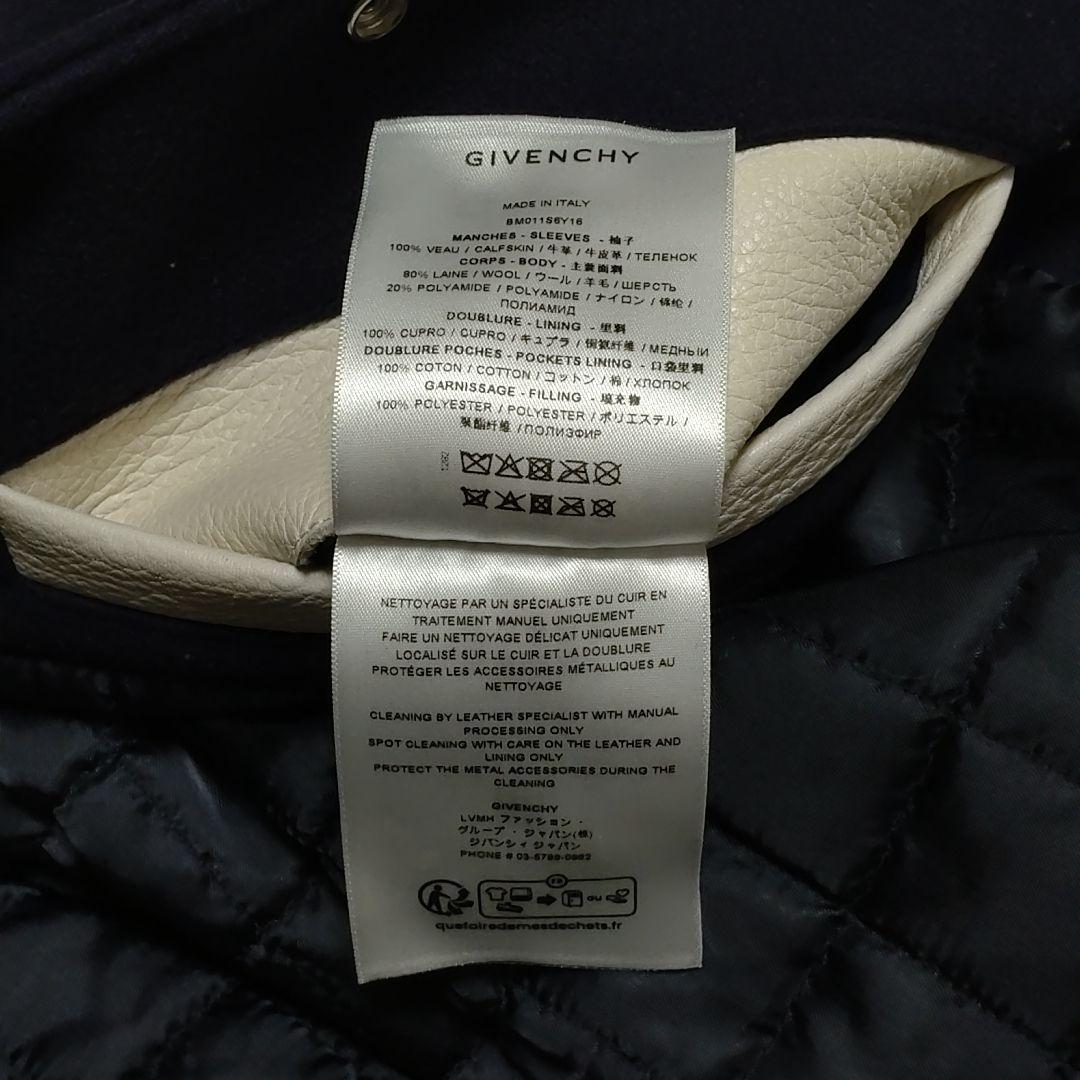 GIVENCHY
MADE IN ITALY
BM011S6Y16
MANCHES - SLEEVES - 袖子
100% VEAU / CALFSKIN / 牛革 / 牛皮革 / ТЕЛЕНОК
CORPS - BODY - 主要面料
80% LAINE / WOOL / ウール / 羊毛 / ШЕРСТЬ
20% POLYAMIDE / POLYAMIDE / ナイロン / 锦纶 /
ПОЛИАМИД
DOUBLURE - LINING - 里料
100% CUPRO / CUPRO / キュプラ / 铜氨纤维 / МЕДНЫЙ
DOUBLURE POCHES - POCKETS LINING - 口袋里料
100% COTON / COTTON / コットン / 棉 / ХЛОПОК
GARNISSAGE - FILLING - 填充物
100% POLYESTER / POLYESTER / ポリエステル /
聚酯纤维 / ПОЛИЭФИР
1282
NETTOYAGE PAR UN SPÉCIALISTE DU CUIR EN
TRAITEMENT MANUEL UNIQUEMENT
FAIRE UN NETTOYAGE DÉLICAT UNIQUEMENT
LOCALISÉ SUR LE CUIR ET LA DOUBLURE
PROTÉGER LES ACCESSOIRES MÉTALLIQUES AU
NETTOYAGE
CLEANING BY LEATHER SPECIALIST WITH MANUAL
PROCESSING ONLY
SPOT CLEANING WITH CARE ON THE LEATHER AND
LINING ONLY
PROTECT THE METAL ACCESSORIES DURING THE
CLEANING
GIVENCHY
LVMH ファッション・
グループ・ジャパン(株)
ジバンシィ ジャパン
PHONE #
FR
OU
quefairedemesdechets.fr